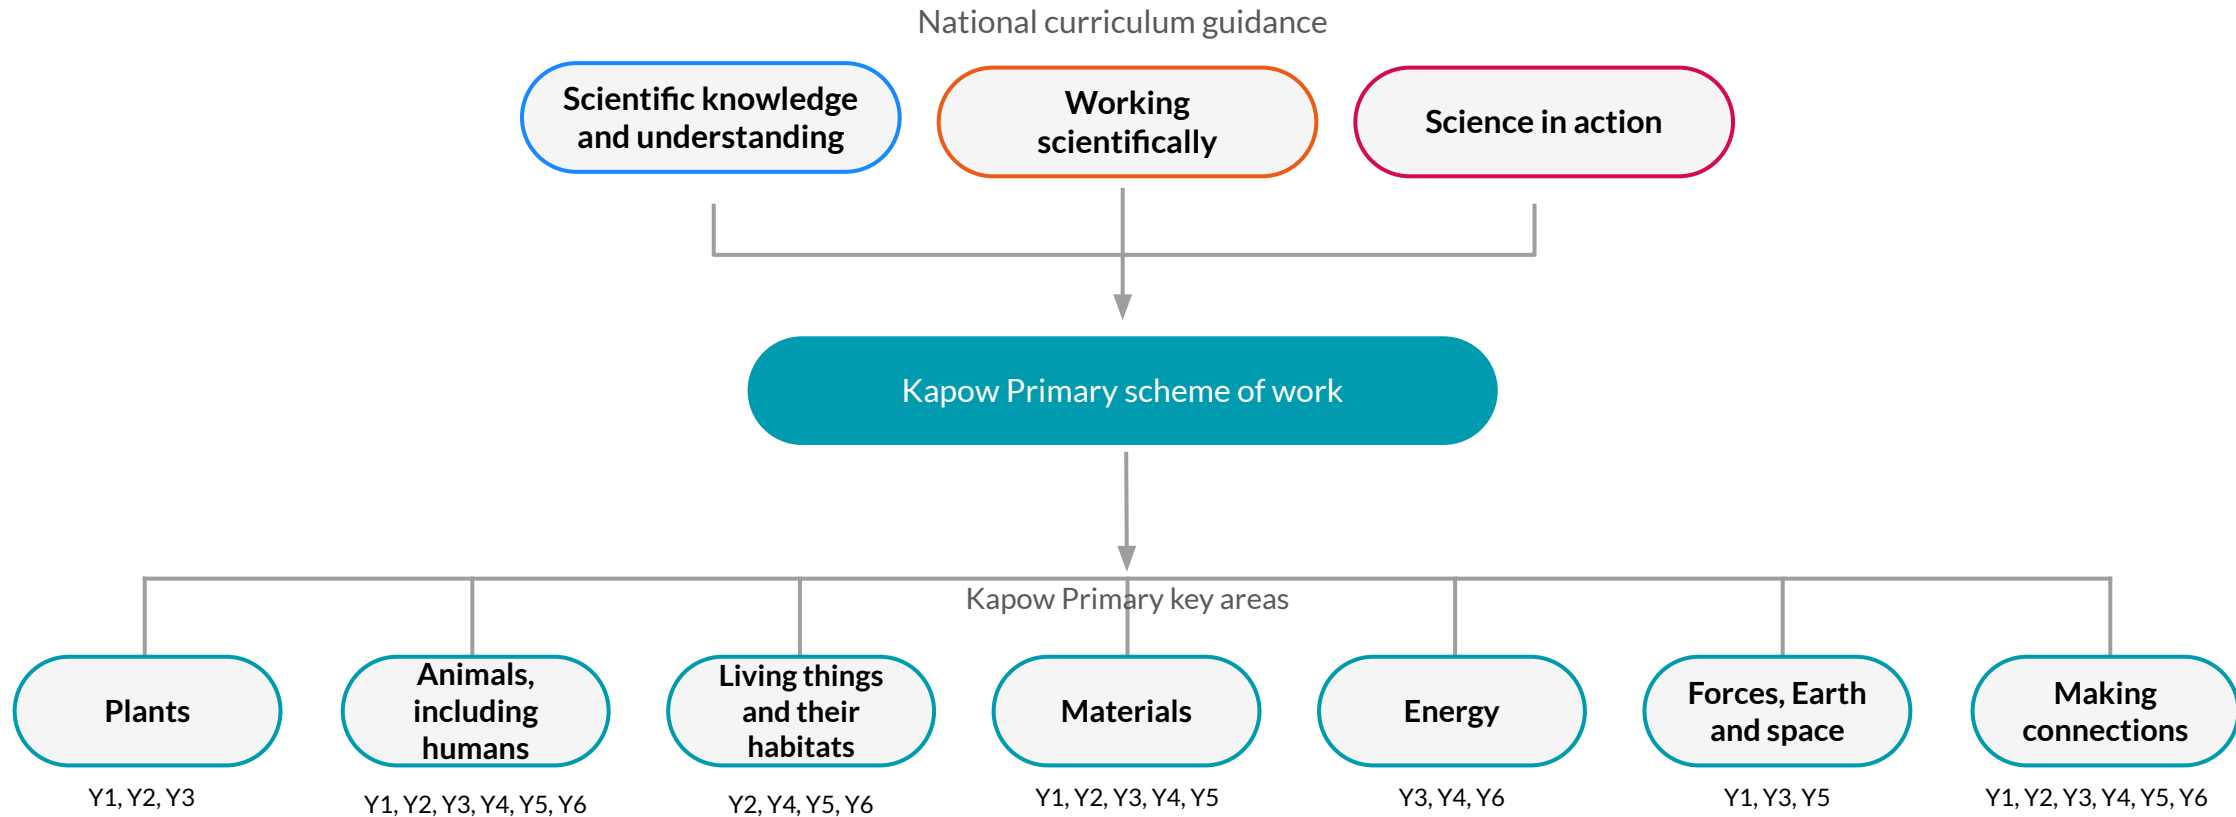 National curriculum guidance
Scientific knowledge
and understanding
Working
scientifically
Science in action
Kapow Primary scheme of work
Kapow Primary key areas
Plants
Animals,
including
humans
Living things
and their
habitats
Materials
Energy
Forces, Earth
and space
Making
connections
Y1, Y2, Y3
Y1, Y2, Y3, Y4, Y5, Y6
Y2, Y4, Y5, Y6
Y1, Y2, Y3, Y4, Y5
Y3, Y4, Y6
Y1, Y3, Y5
Y1, Y2, Y3, Y4, Y5, Y6